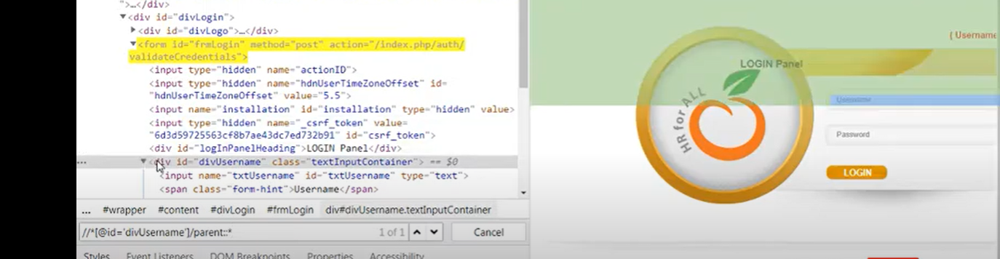 ">…</div>
▼<div id="divLogin">
▶<div id="divLogo">…</div>
▼<form id="frmLogin" method="post" action="/index.php/auth/
validateCredentials">
<input type="hidden" name="actionID">
<input type="hidden" name="hdnUserTimeZoneOffset" id=
"hdnUserTimeZoneOffset" value="5.5">
<input name="installation" id="installation" type="hidden" value>
<input type="hidden" name="_csrf_token" value=
"6d3d59725563cf8b7ae43dc7ed732b91" id="csrf_token">
<div id="logInPanelHeading">LOGIN Panel</div>
… ▼<div id="divUsername" class="textInputContainer"> == $0
<input name="txtUsername" id="txtUsername" type="text">
<span class="form-hint">Username</span>
… #wrapper #content #divLogin #frmLogin div#divUsername.textInputContainer
//*[@id='divUsername']/parent::* 1 of 1 Cancel
Styles Event Listeners DOM Breakpoints Properties Accessibility
( Username
LOGIN Panel
HR for ALL
Username
Password
LOGIN